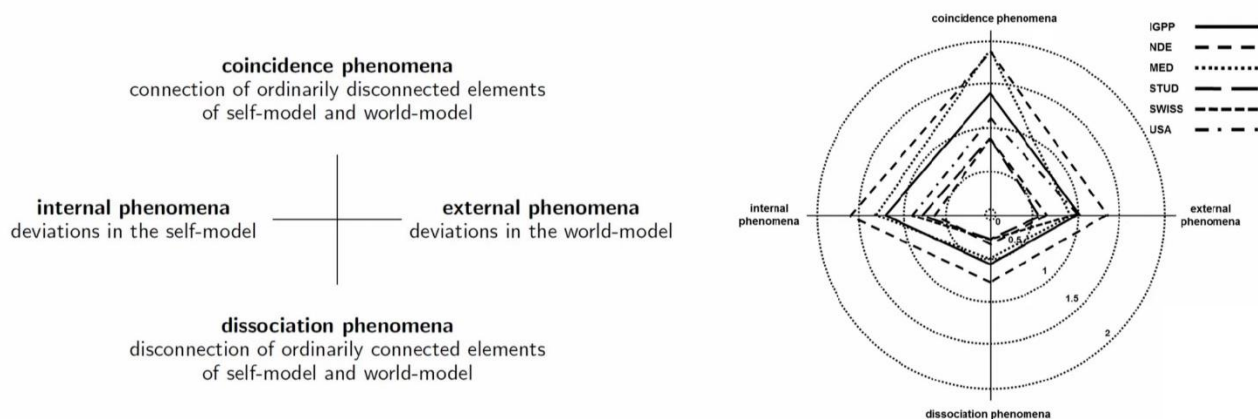 coincidence phenomena
connection of ordinarily disconnected elements
of self-model and world-model
internal phenomena
deviations in the self-model
external phenomena
deviations in the world-model
dissociation phenomena
disconnection of ordinarily connected elements
of self-model and world-model
coincidence phenomena
IGPP
NDE
MED
STUD
SWISS
USA
internal
phenomena
external
phenomena
0
0.5
1
1.5
2
dissociation phenomena